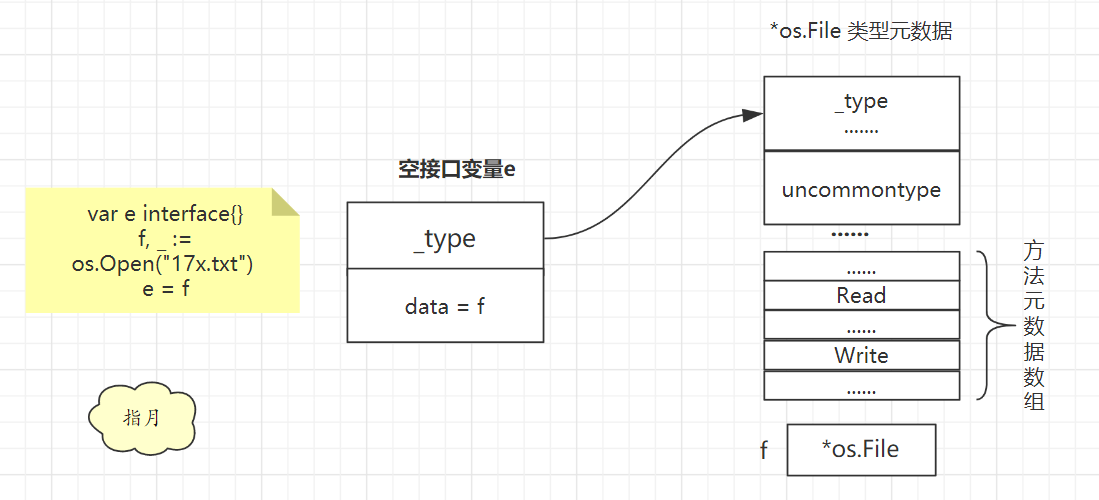 *os.File 类型元数据
_type
.......
uncommontype
......
空接口变量e
_type
data = f
var e interface{}
f, _ :=
os.Open("17x.txt")
e = f
......
Read
......
Write
......
方法元数据数组
指月
f
*os.File